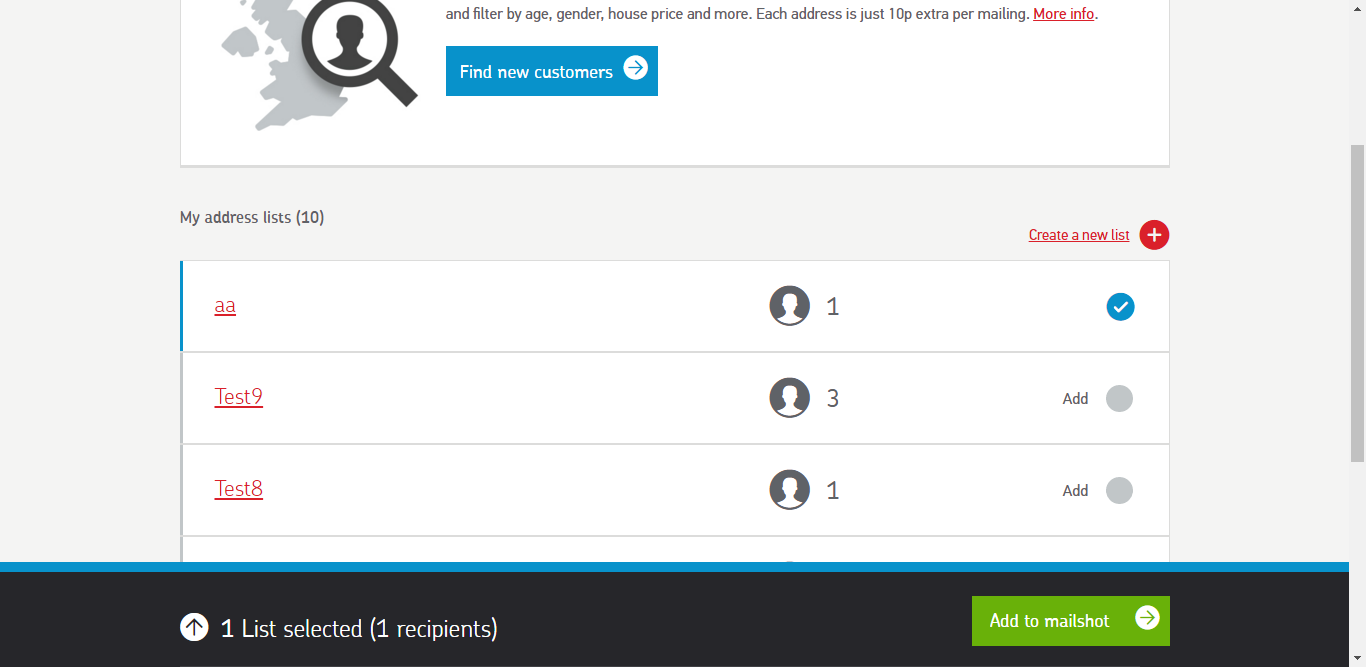 and filter by age, gender, house price and more. Each address is just 10p extra per mailing. More info.
Find new customers
My address lists (10)
Create a new list
aa
1
Test9
3
Add
Test8
1
Add
1 List selected (1 recipients)
Add to mailshot